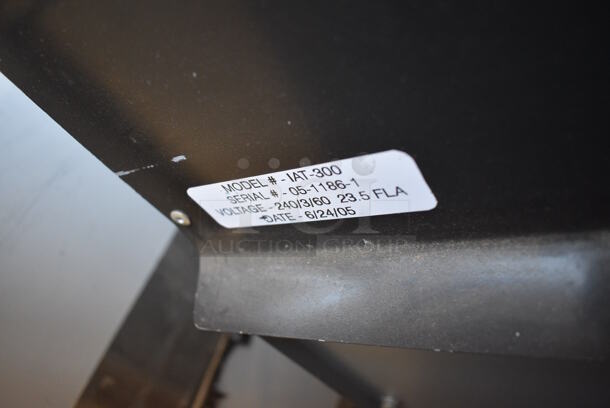 MODEL # - IAT-300
SERIAL # - 05-1186-1
VOLTAGE - 240/3/60 23.5 FLA
DATE - 6/24/05
AUCTION GROUP